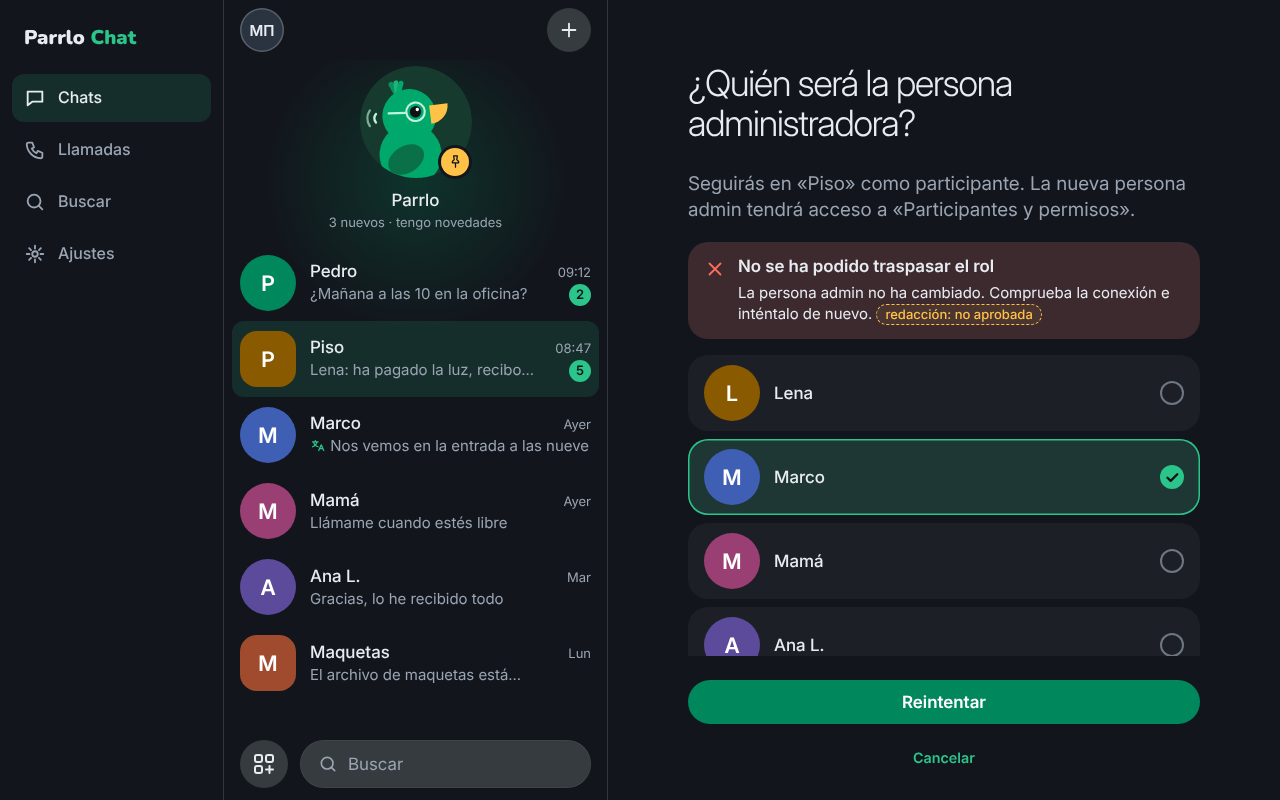 Parrlo Chat
Chats
Llamadas
Buscar
Ajustes
МП
Parrlo
3 nuevos · tengo novedades
P
Pedro
09:12
¿Mañana a las 10 en la oficina?
2
P
Piso
08:47
Lena: ha pagado la luz, recibo...
5
M
Marco
Ayer
Nos vemos en la entrada a las nueve
M
Mamá
Ayer
Llámame cuando estés libre
A
Ana L.
Mar
Gracias, lo he recibido todo
M
Maquetas
Lun
El archivo de maquetas está...
Buscar
¿Quién será la persona
administradora?
Seguirás en «Piso» como participante. La nueva persona
admin tendrá acceso a «Participantes y permisos».
No se ha podido traspasar el rol
La persona admin no ha cambiado. Comprueba la conexión e
inténtalo de nuevo. redacción: no aprobada
L
Lena
M
Marco
M
Mamá
A
Ana L.
Reintentar
Cancelar